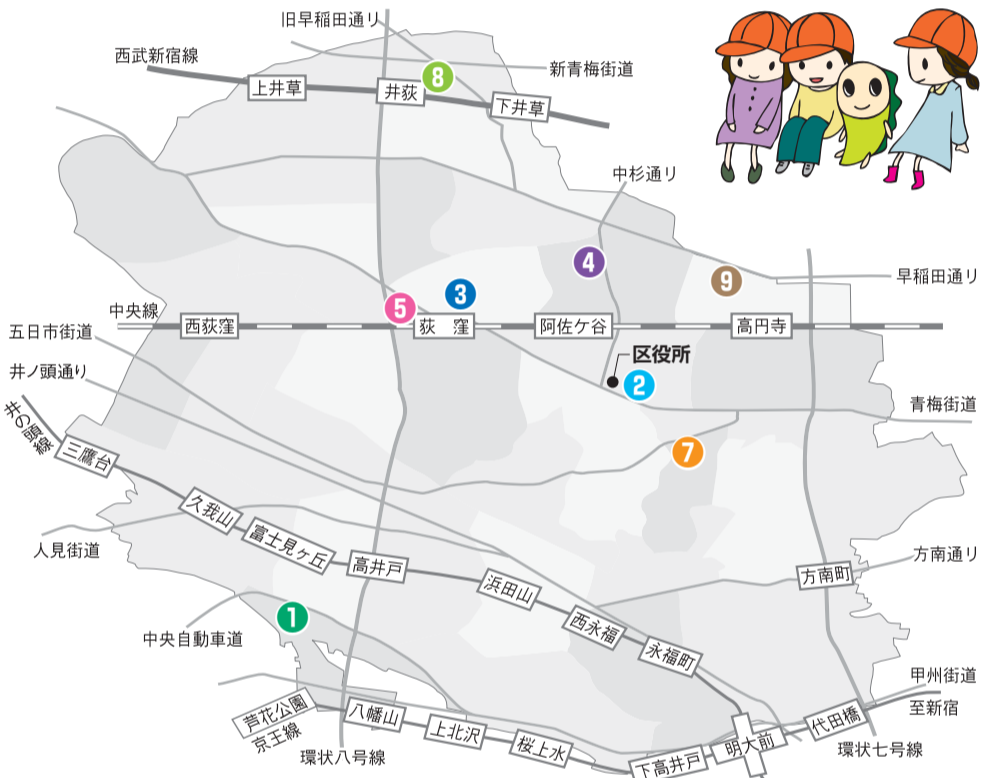 旧早稲田通り
西武新宿線
新青梅街道
上井草
井荻
8
下井草
中杉通り
4
9
早稲田通り
5
3
中央線
西荻窪
荻 窪
阿佐ケ谷
高円寺
五日市街道
区役所
井ノ頭通り
2
青梅街道
井の頭線
7
三鷹台
久我山
人見街道
富士見ヶ丘
高井戸
方南通り
方南町
浜田山
1
西永福
中央自動車道
永福町
甲州街道
芦花公園
八幡山
至新宿
京王線
上北沢
代田橋
桜上水
明大前
環状八号線
下高井戸
環状七号線